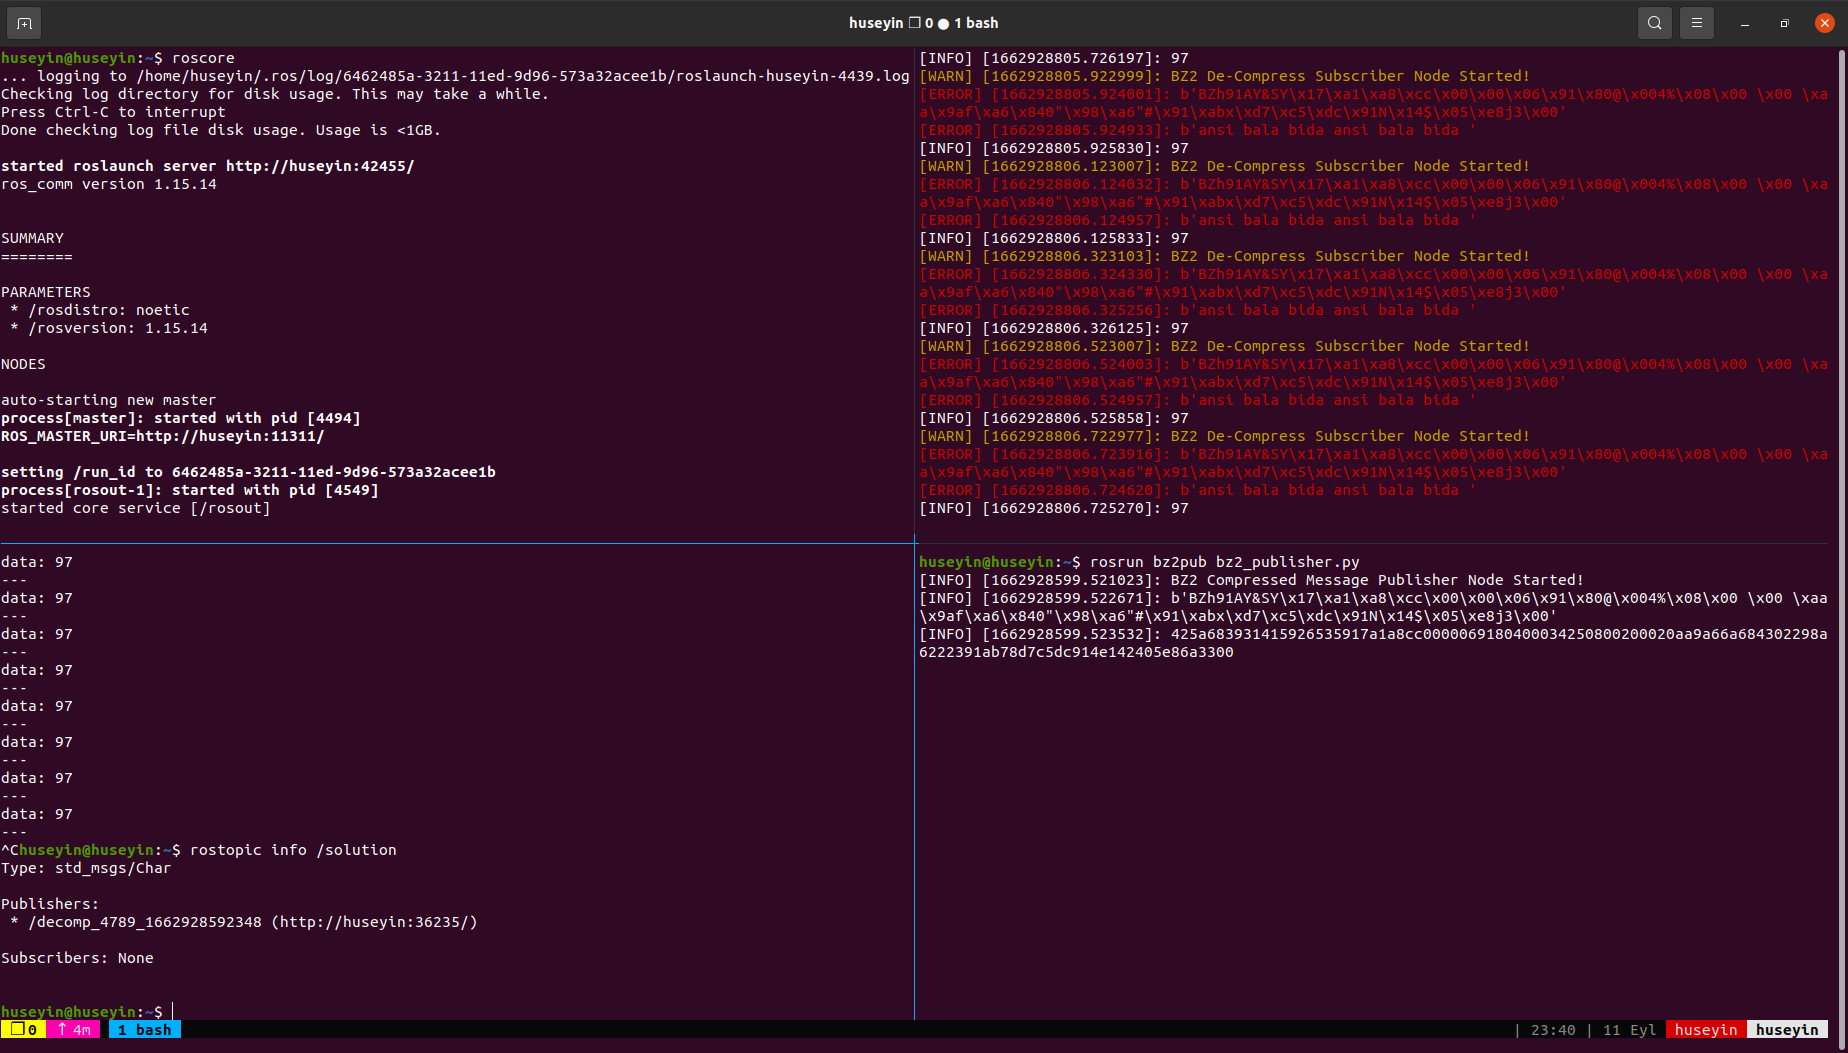 huseyin ❐ 0 ● 1 bash
huseyin@huseyin:~$ roscore
... logging to /home/huseyin/.ros/log/6462485a-3211-11ed-9d96-573a32acee1b/roslaunch-huseyin-4439.log
Checking log directory for disk usage. This may take a while.
Press Ctrl-C to interrupt
Done checking log file disk usage. Usage is <1GB.
started roslaunch server http://huseyin:42455/
ros_comm version 1.15.14
SUMMARY
========
PARAMETERS
 * /rosdistro: noetic
 * /rosversion: 1.15.14
NODES
auto-starting new master
process[master]: started with pid [4494]
ROS_MASTER_URI=http://huseyin:11311/
setting /run_id to 6462485a-3211-11ed-9d96-573a32acee1b
process[rosout-1]: started with pid [4549]
started core service [/rosout]
[INFO] [1662928805.726197]: 97
[WARN] [1662928805.922999]: BZ2 De-Compress Subscriber Node Started!
[ERROR] [1662928805.924001]: b'BZh91AY&SY\x17\xa1\xa8\xcc\x00\x00\x06\x91\x80@\x004%\x08\x00 \x00 \xa
a\x9af\xa6\x840"\x98\xa6"#\x91\xabx\xd7\xc5\xdc\x91N\x14$\x05\xe8j3\x00'
[ERROR] [1662928805.924933]: b'ansi bala bida ansi bala bida '
[INFO] [1662928805.925830]: 97
[WARN] [1662928806.123007]: BZ2 De-Compress Subscriber Node Started!
[ERROR] [1662928806.124032]: b'BZh91AY&SY\x17\xa1\xa8\xcc\x00\x00\x06\x91\x80@\x004%\x08\x00 \x00 \xa
a\x9af\xa6\x840"\x98\xa6"#\x91\xabx\xd7\xc5\xdc\x91N\x14$\x05\xe8j3\x00'
[ERROR] [1662928806.124957]: b'ansi bala bida ansi bala bida '
[INFO] [1662928806.125833]: 97
[WARN] [1662928806.323103]: BZ2 De-Compress Subscriber Node Started!
[ERROR] [1662928806.324330]: b'BZh91AY&SY\x17\xa1\xa8\xcc\x00\x00\x06\x91\x80@\x004%\x08\x00 \x00 \xa
a\x9af\xa6\x840"\x98\xa6"#\x91\xabx\xd7\xc5\xdc\x91N\x14$\x05\xe8j3\x00'
[ERROR] [1662928806.325256]: b'ansi bala bida ansi bala bida '
[INFO] [1662928806.326125]: 97
[WARN] [1662928806.523007]: BZ2 De-Compress Subscriber Node Started!
[ERROR] [1662928806.524003]: b'BZh91AY&SY\x17\xa1\xa8\xcc\x00\x00\x06\x91\x80@\x004%\x08\x00 \x00 \xa
a\x9af\xa6\x840"\x98\xa6"#\x91\xabx\xd7\xc5\xdc\x91N\x14$\x05\xe8j3\x00'
[ERROR] [1662928806.524957]: b'ansi bala bida ansi bala bida '
[INFO] [1662928806.525858]: 97
[WARN] [1662928806.722977]: BZ2 De-Compress Subscriber Node Started!
[ERROR] [1662928806.723916]: b'BZh91AY&SY\x17\xa1\xa8\xcc\x00\x00\x06\x91\x80@\x004%\x08\x00 \x00 \xa
a\x9af\xa6\x840"\x98\xa6"#\x91\xabx\xd7\xc5\xdc\x91N\x14$\x05\xe8j3\x00'
[ERROR] [1662928806.724620]: b'ansi bala bida ansi bala bida '
[INFO] [1662928806.725270]: 97
data: 97
---
data: 97
---
data: 97
---
data: 97
---
data: 97
---
data: 97
---
data: 97
---
data: 97
---
^Chuseyin@huseyin:~$ rostopic info /solution
Type: std_msgs/Char
Publishers:
 * /decomp_4789_1662928592348 (http://huseyin:36235/)
Subscribers: None
huseyin@huseyin:~$
huseyin@huseyin:~$ rosrun bz2pub bz2_publisher.py
[INFO] [1662928599.521023]: BZ2 Compressed Message Publisher Node Started!
[INFO] [1662928599.522671]: b'BZh91AY&SY\x17\xa1\xa8\xcc\x00\x00\x06\x91\x80@\x004%\x08\x00 \x00 \xaa
\x9af\xa6\x840"\x98\xa6"#\x91\xabx\xd7\xc5\xdc\x91N\x14$\x05\xe8j3\x00'
[INFO] [1662928599.523532]: 425a683931415926535917a1a8cc000006918040003425080020​0020aa9a66a684302298a
6222391ab78d7c5dc914e142405e86a3300
❐ 0 ↑ 4m 1 bash | 23:40 | 11 Eyl huseyin huseyin